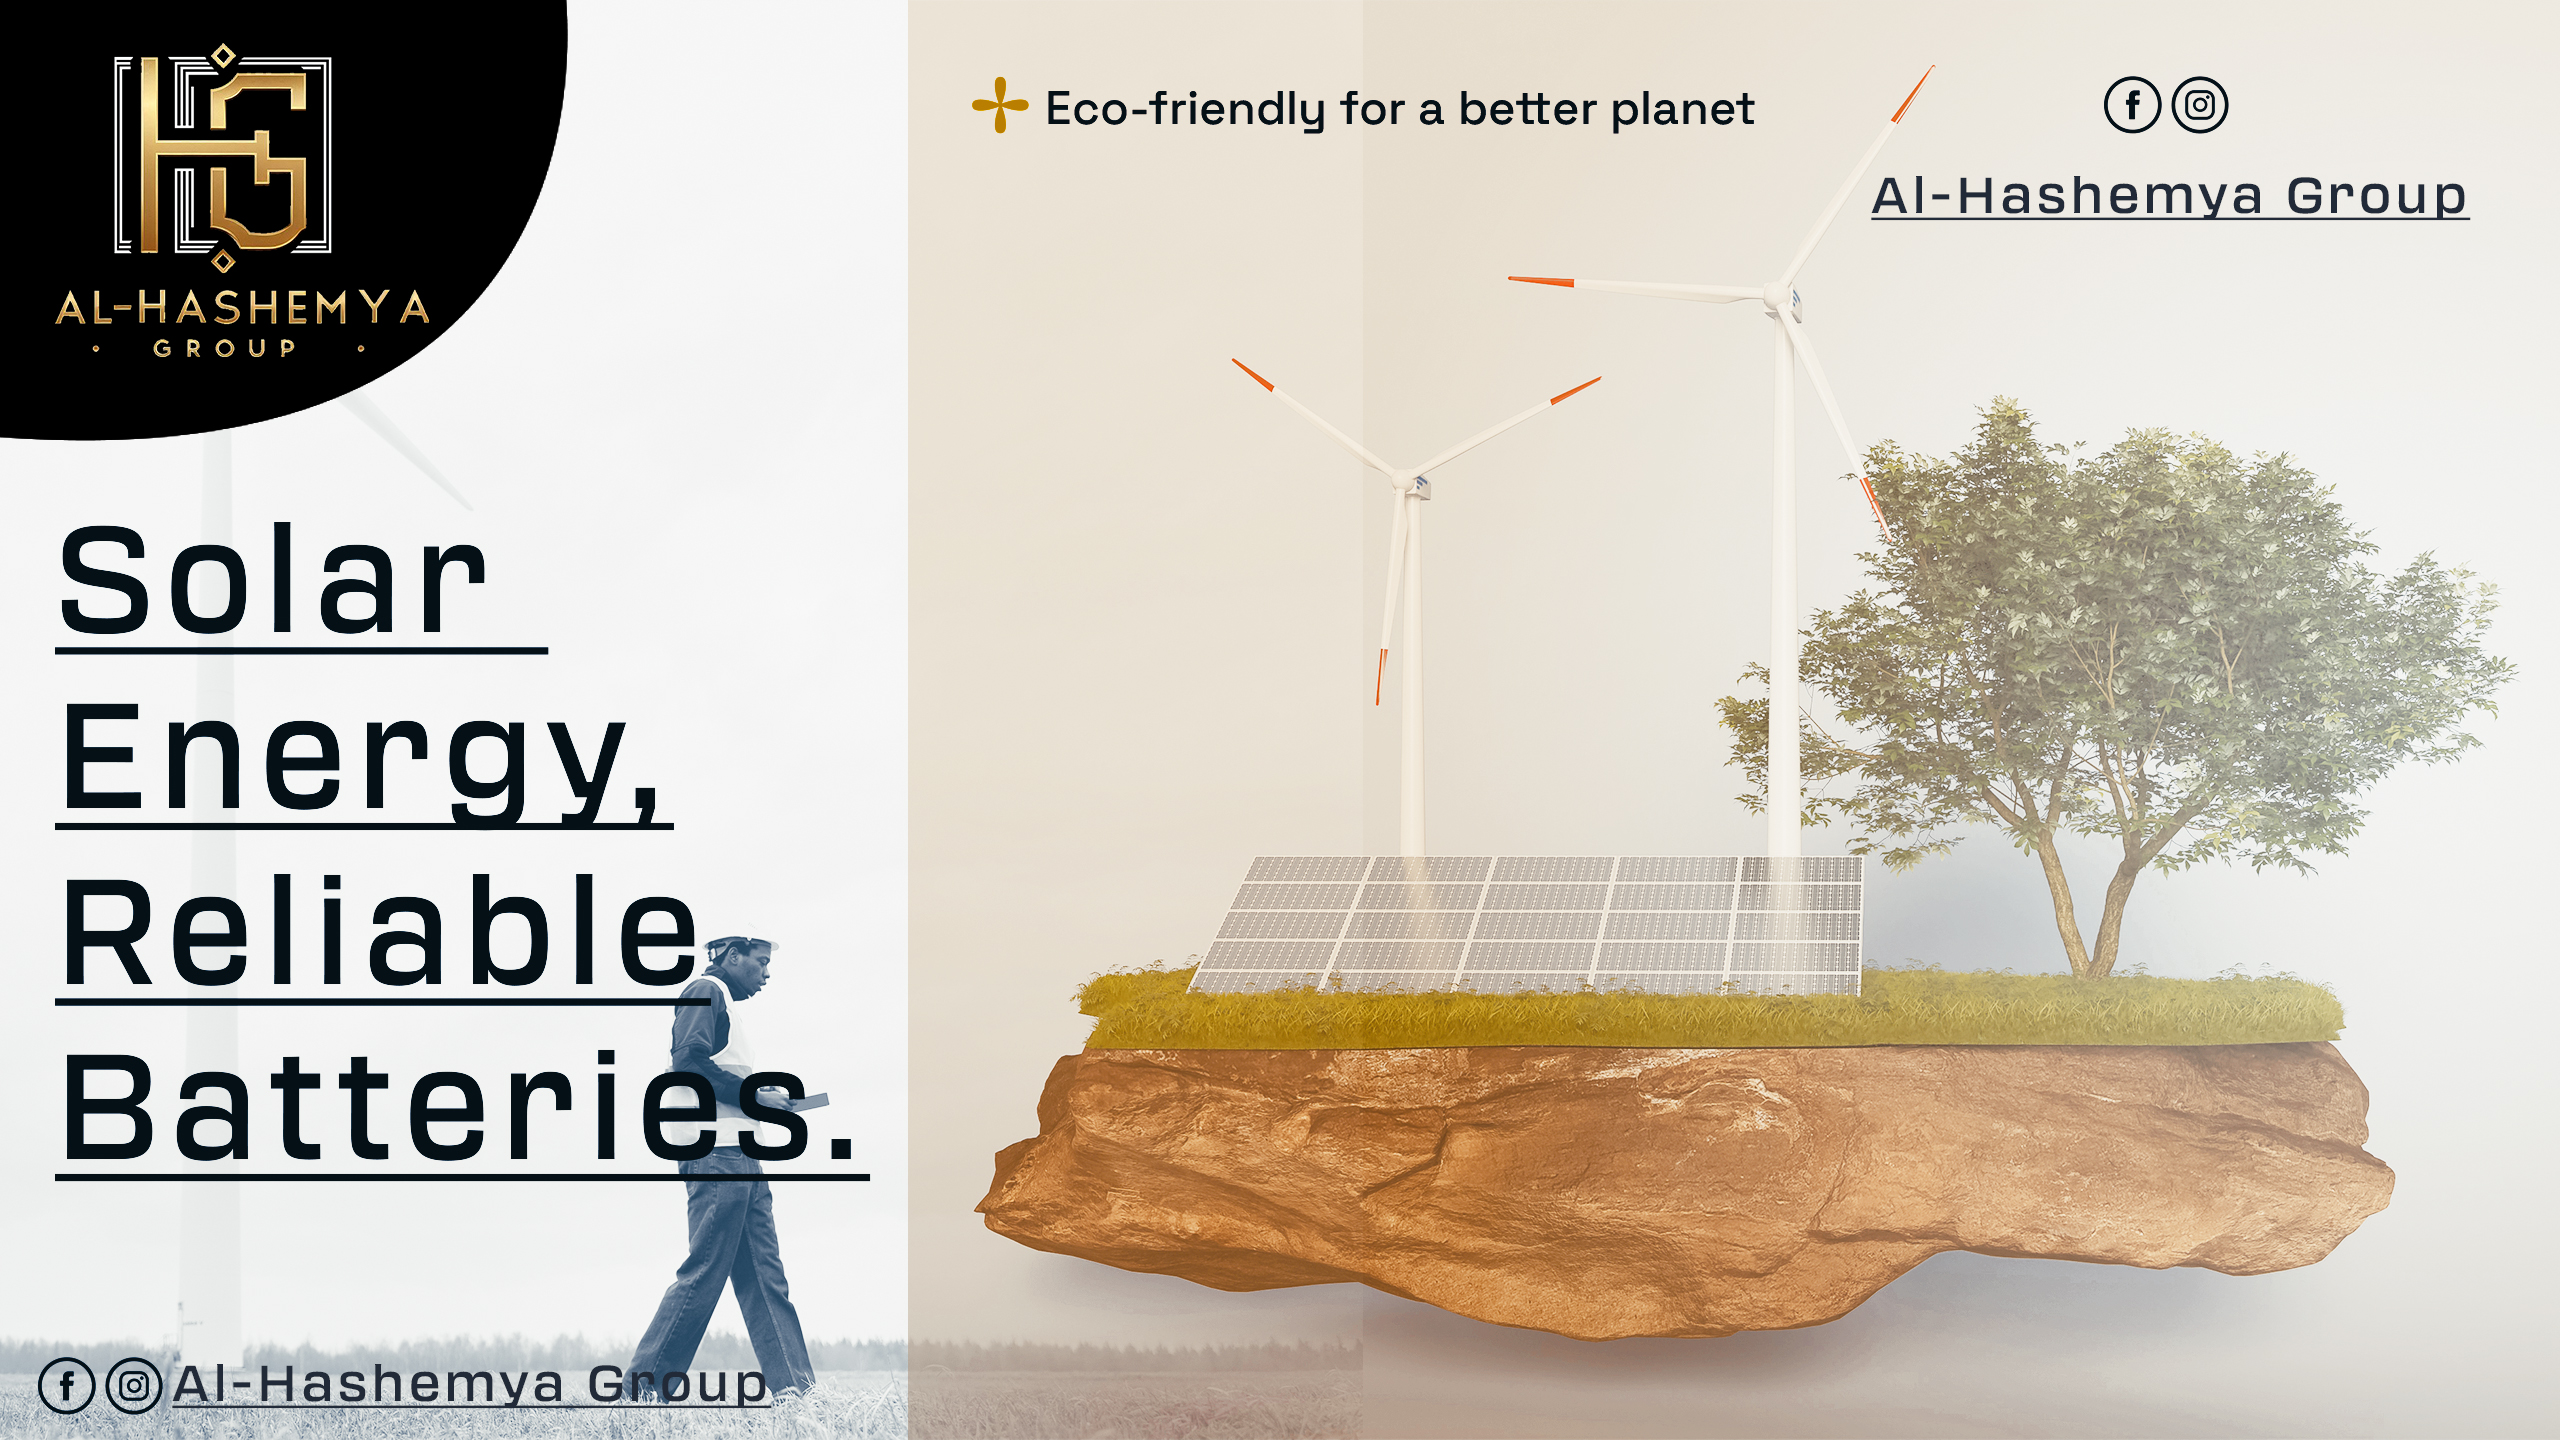 AL-HASHEMYA
GROUP
Solar
Energy,
Reliable
Batteries.
Al-Hashemya Group
Eco-friendly for a better planet
Al-Hashemya Group